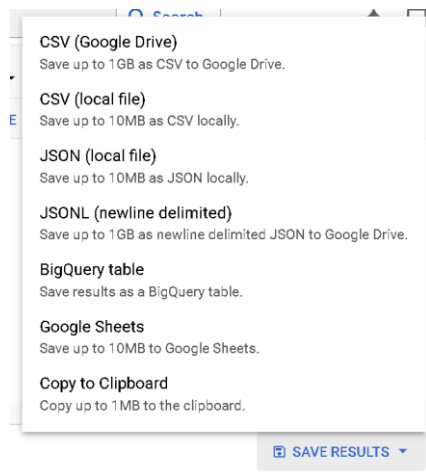 Search
CSV (Google Drive)
Save up to 1GB as CSV to Google Drive.
CSV (local file)
Save up to 10MB as CSV locally.
E
JSON (local file)
Save up to 10MB as JSON locally.
JSONL (newline delimited)
Save up to 1GB as newline delimited JSON to Google Drive.
BigQuery table
Save results as a BigQuery table.
Google Sheets
Save up to 10MB to Google Sheets.
Copy to Clipboard
Copy up to 1MB to the clipboard.
SAVE RESULTS